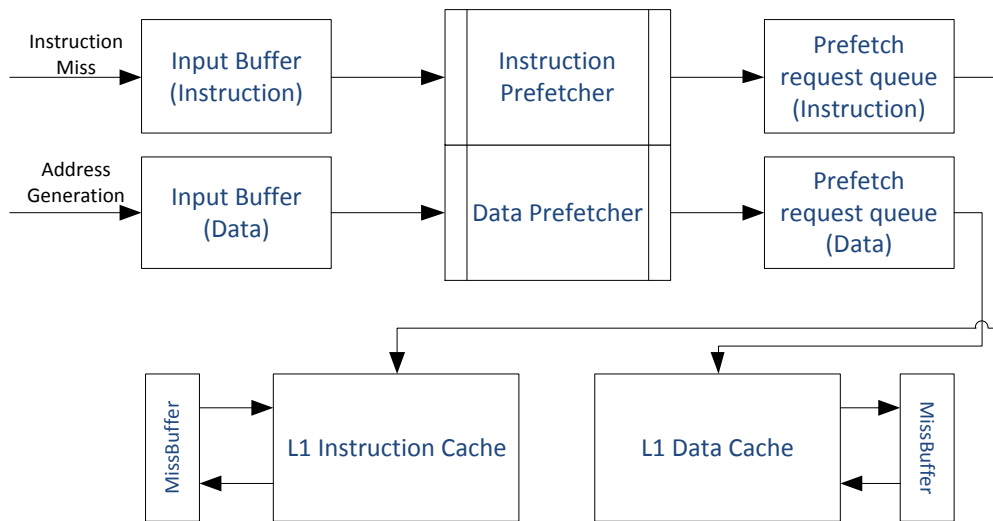 Instruction
Miss
Input Buffer
(Instruction)
Instruction
Prefetcher
Prefetch
request queue
(Instruction)
Address
Generation
Input Buffer
(Data)
Data Prefetcher
Prefetch
request queue
(Data)
MissBuffer
L1 Instruction Cache
L1 Data Cache
MissBuffer